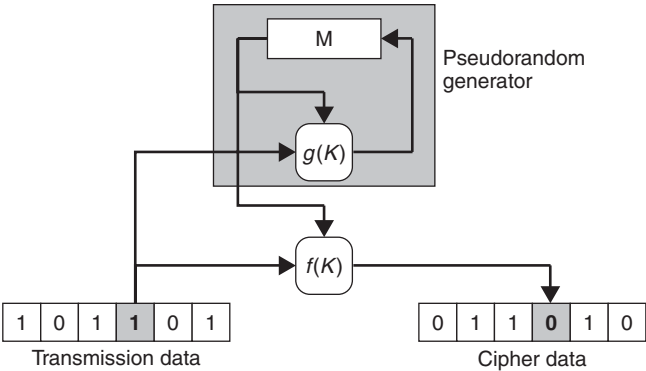 M
Pseudorandom
generator
g(K)
f(K)
1 0 1 1 0 1
0 1 1 0 1 0
Transmission data
Cipher data